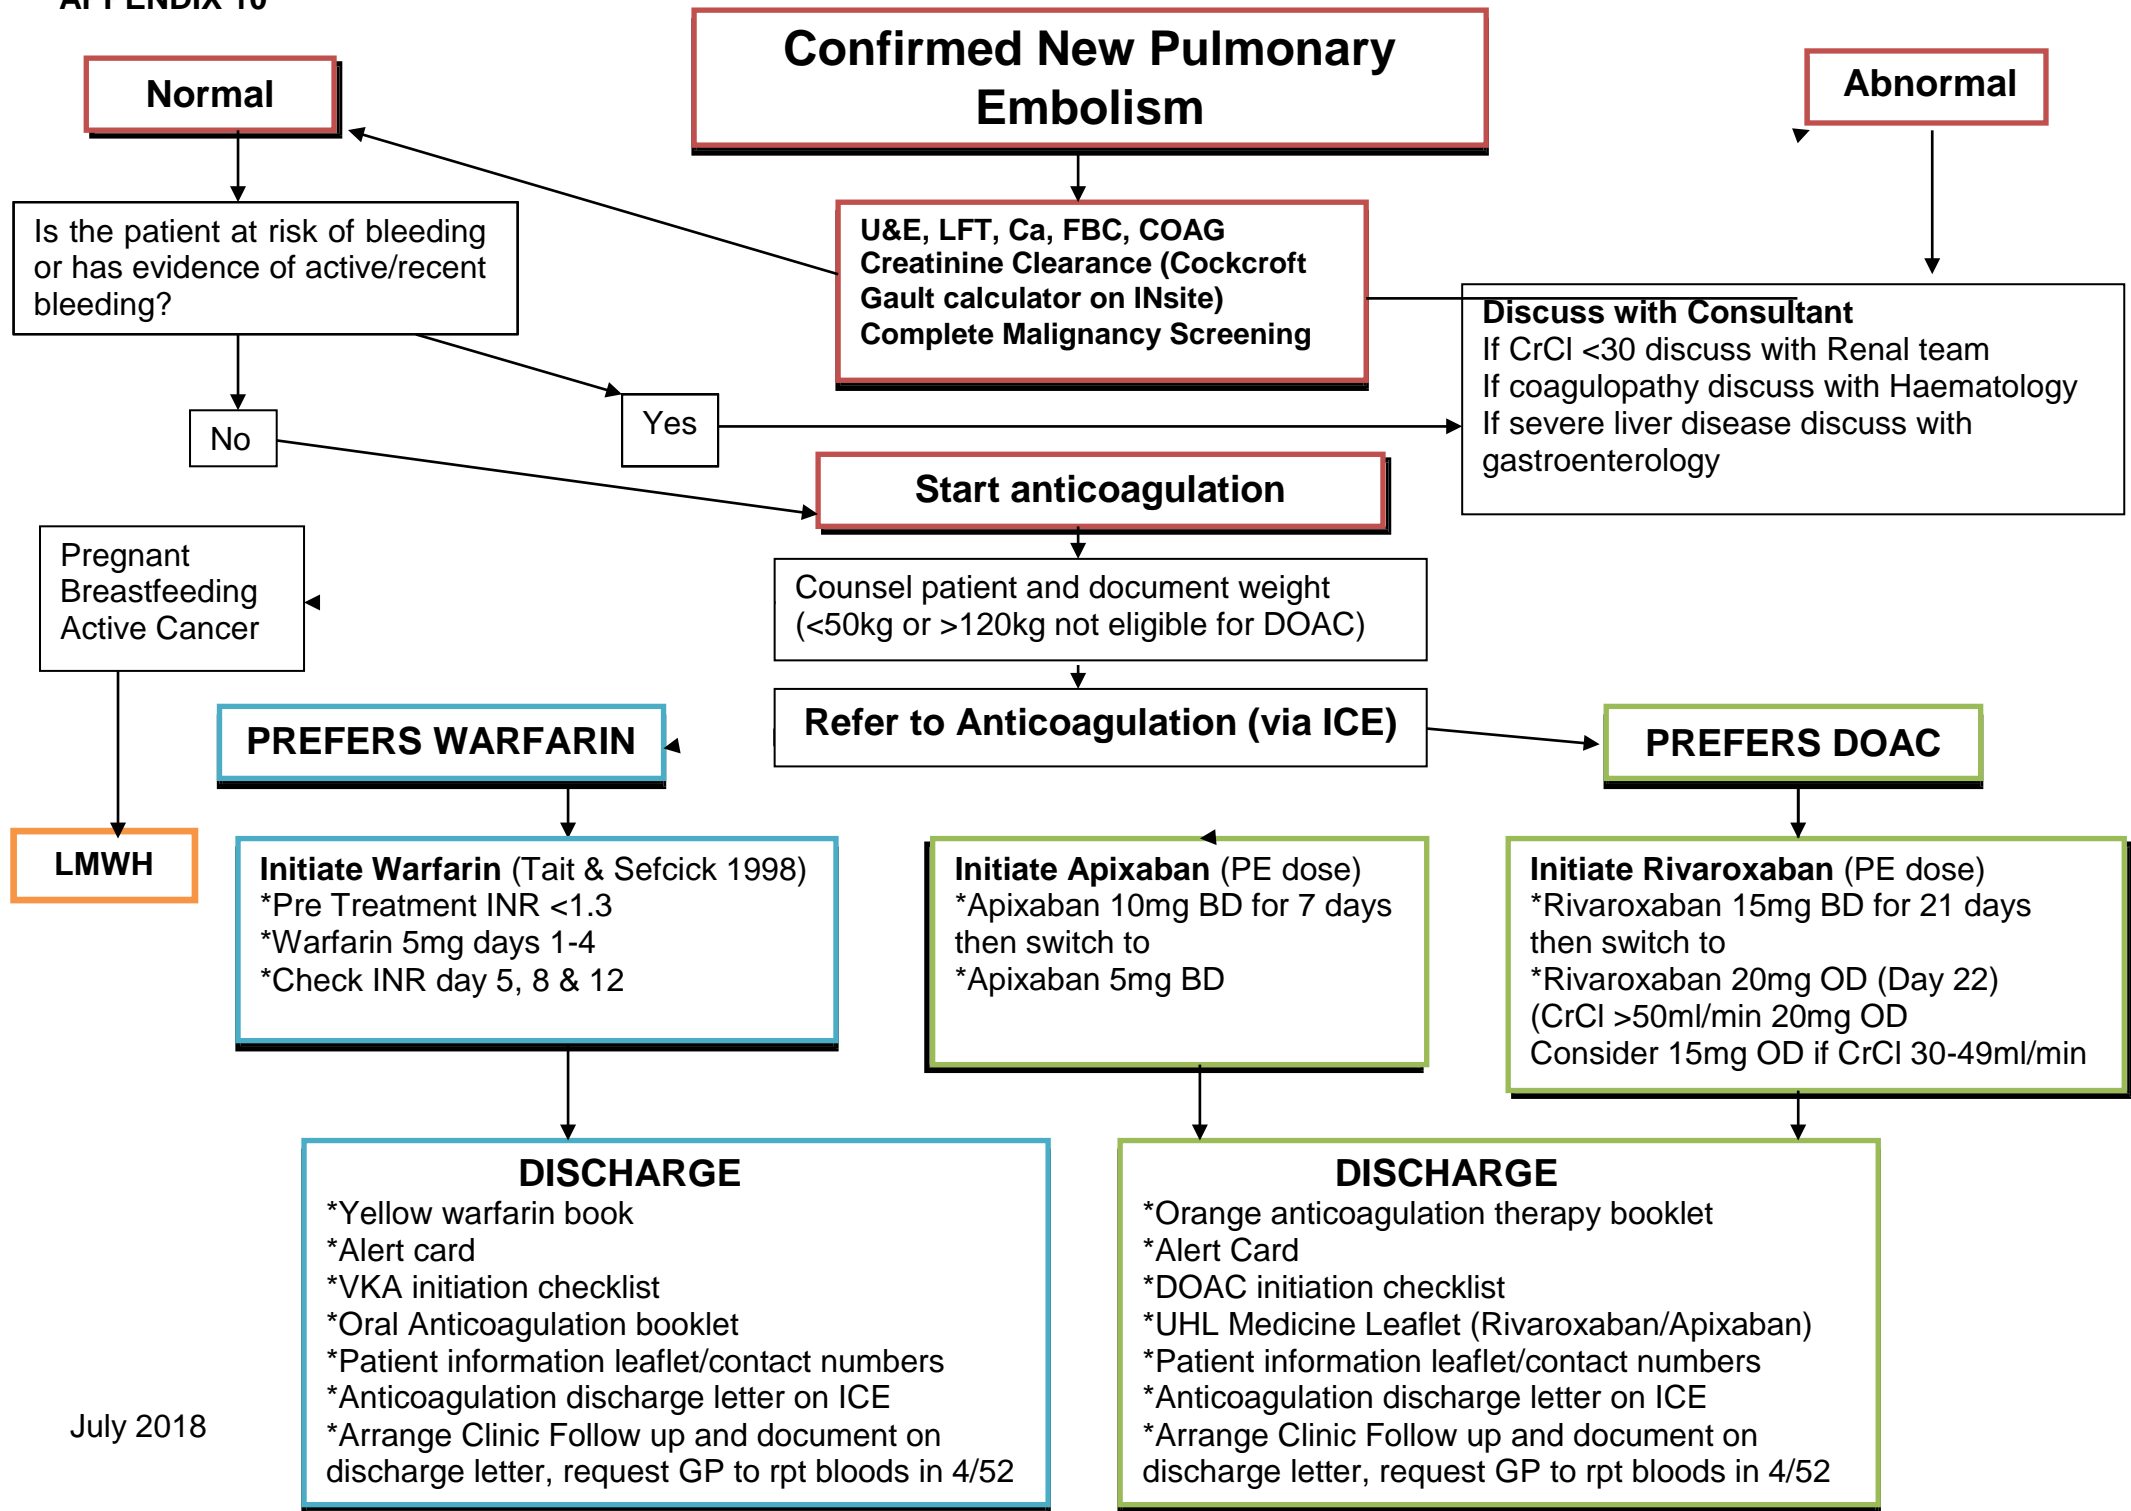 APPENDIX 10
Confirmed New Pulmonary
Embolism
Normal
Abnormal
U&E, LFT, Ca, FBC, COAG
Creatinine Clearance (Cockcroft
Gault calculator on INsite)
Complete Malignancy Screening
Is the patient at risk of bleeding
or has evidence of active/recent
bleeding?
Discuss with Consultant
If CrCl <30 discuss with Renal team
If coagulopathy discuss with Haematology
If severe liver disease discuss with
gastroenterology
No
Yes
Start anticoagulation
Pregnant
Breastfeeding
Active Cancer
Counsel patient and document weight
(<50kg or >120kg not eligible for DOAC)
Refer to Anticoagulation (via ICE)
PREFERS WARFARIN
PREFERS DOAC
LMWH
Initiate Warfarin (Tait & Sefcick 1998)
*Pre Treatment INR <1.3
*Warfarin 5mg days 1-4
*Check INR day 5, 8 & 12
Initiate Apixaban (PE dose)
*Apixaban 10mg BD for 7 days
then switch to
*Apixaban 5mg BD
Initiate Rivaroxaban (PE dose)
*Rivaroxaban 15mg BD for 21 days
then switch to
*Rivaroxaban 20mg OD (Day 22)
(CrCl >50ml/min 20mg OD
Consider 15mg OD if CrCl 30-49ml/min
DISCHARGE
*Yellow warfarin book
*Alert card
*VKA initiation checklist
*Oral Anticoagulation booklet
*Patient information leaflet/contact numbers
*Anticoagulation discharge letter on ICE
*Arrange Clinic Follow up and document on
discharge letter, request GP to rpt bloods in 4/52
DISCHARGE
*Orange anticoagulation therapy booklet
*Alert Card
*DOAC initiation checklist
*UHL Medicine Leaflet (Rivaroxaban/Apixaban)
*Patient information leaflet/contact numbers
*Anticoagulation discharge letter on ICE
*Arrange Clinic Follow up and document on
discharge letter, request GP to rpt bloods in 4/52
July 2018